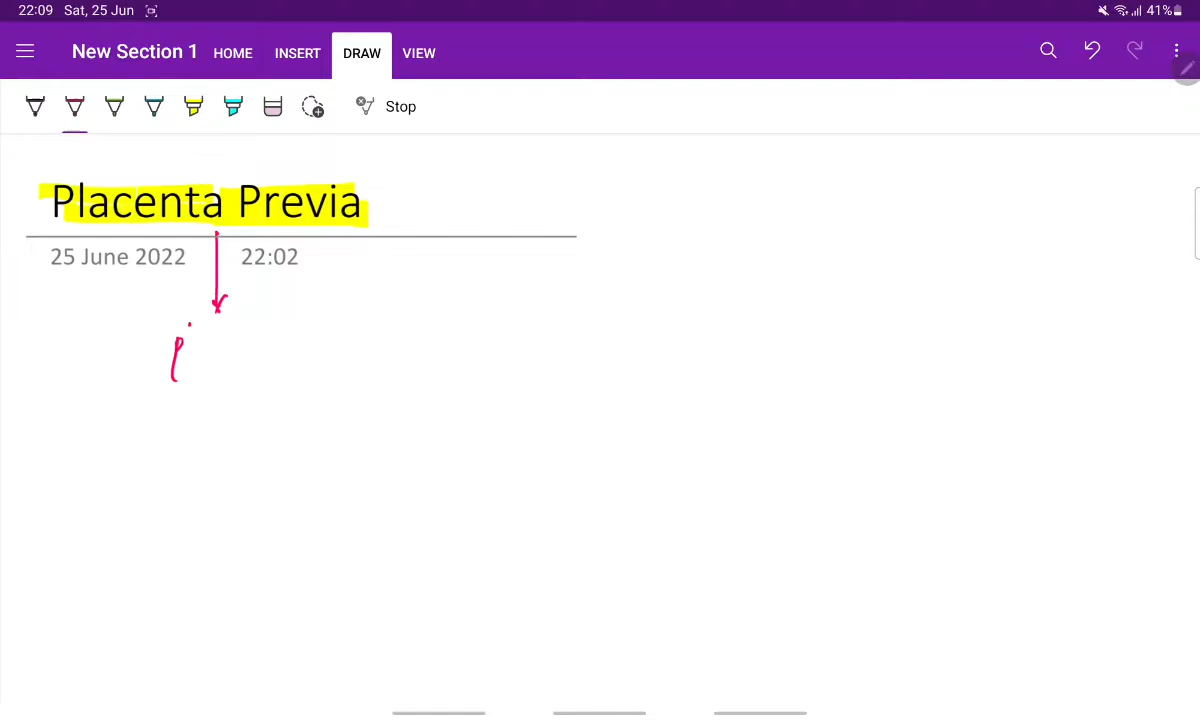 22:09 Sat, 25 Jun 41%
New Section 1 HOME INSERT DRAW VIEW
Stop
Placenta Previa
25 June 2022 22:02